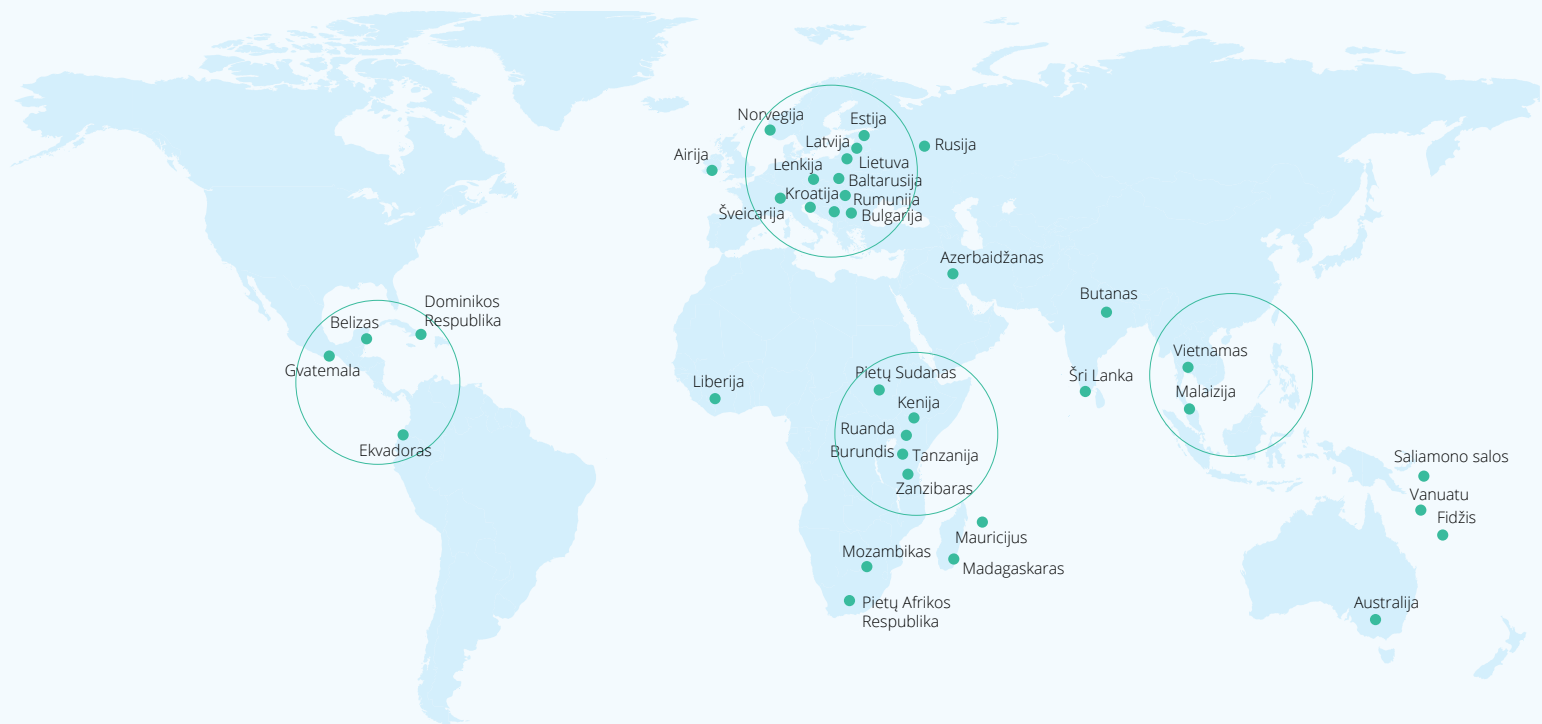 Norvegija
Estija
Latvija
Rusija
Airija
Lietuva
Lenkija
Baltarusija
Kroatija
Rumunija
Šveicarija
Bulgarija
Azerbaidžanas
Butanas
Dominikos
Respublika
Belizas
Gvatemala
Ekvadoras
Vietnamas
Malaizija
Šri Lanka
Liberija
Pietų Sudanas
Kenija
Ruanda
Burundis
Tanzanija
Zanzibaras
Saliamono salos
Vanuatu
Fidžis
Mauricijus
Mozambikas
Madagaskaras
Pietų Afrikos
Respublika
Australija